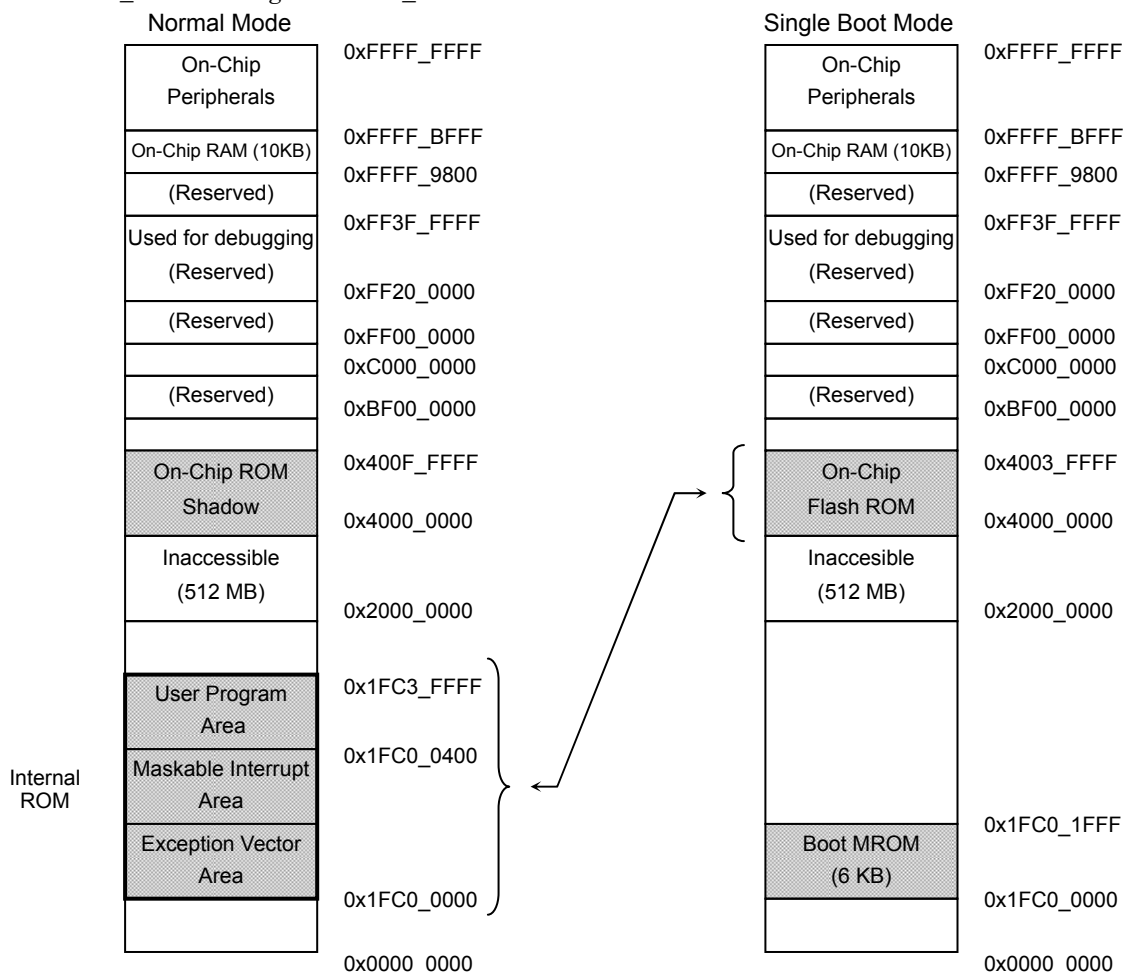 Normal Mode
On-Chip
Peripherals
On-Chip RAM (10KB)
(Reserved)
Used for debugging
(Reserved)
(Reserved)
(Reserved)
On-Chip ROM
Shadow
Inaccessible
(512 MB)
User Program
Area
Maskable Interrupt
Area
Exception Vector
Area
Internal
ROM
0xFFFF_FFFF
0xFFFF_BFFF
0xFFFF_9800
0xFF3F_FFFF
0xFF20_0000
0xFF00_0000
0xC000_0000
0xBF00_0000
0x400F_FFFF
0x4000_0000
0x2000_0000
0x1FC3_FFFF
0x1FC0_0400
0x1FC0_0000
0x0000_0000
Single Boot Mode
On-Chip
Peripherals
On-Chip RAM (10KB)
(Reserved)
Used for debugging
(Reserved)
(Reserved)
(Reserved)
On-Chip
Flash ROM
Inaccesible
(512 MB)
Boot MROM
(6 KB)
0xFFFF_FFFF
0xFFFF_BFFF
0xFFFF_9800
0xFF3F_FFFF
0xFF20_0000
0xFF00_0000
0xC000_0000
0xBF00_0000
0x4003_FFFF
0x4000_0000
0x2000_0000
0x1FC0_1FFF
0x1FC0_0000
0x0000_0000